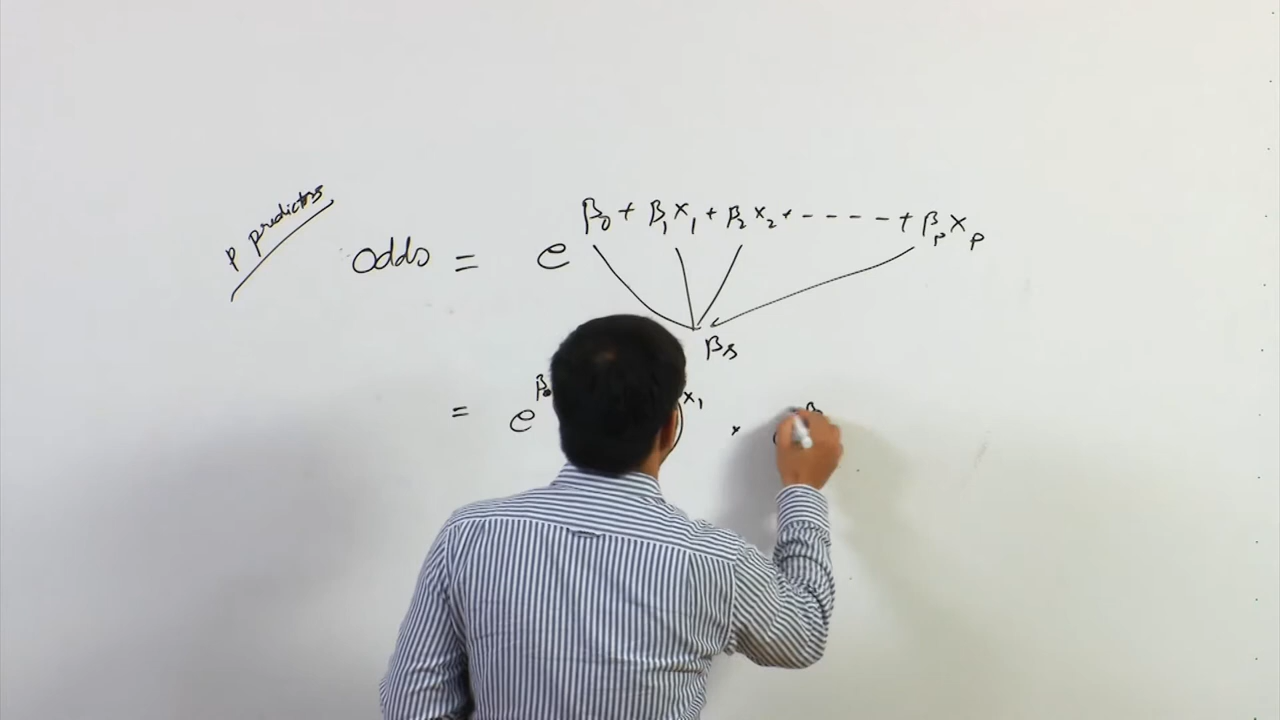 p predictors
Odds = e^{β₀ + β₁x₁ + β₂x₂ + ----- + βₚxₚ}
βs
= e^{β₀} )^{x₁} ×